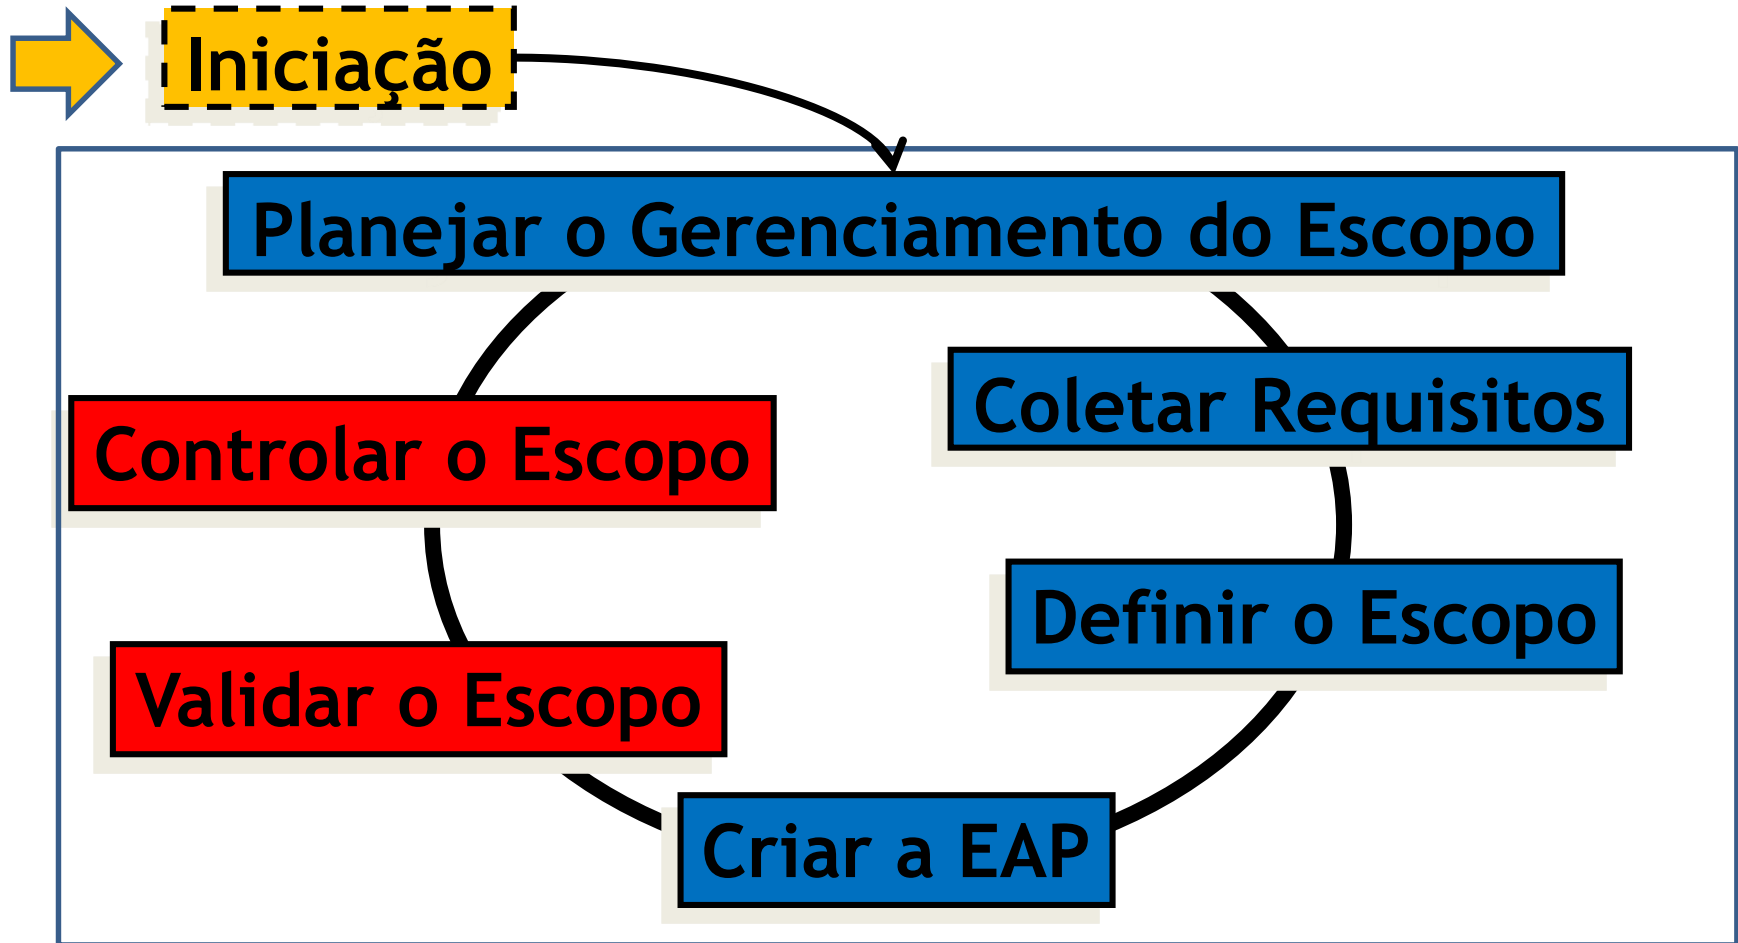 Iniciação
Planejar o Gerenciamento do Escopo
Coletar Requisitos
Controlar o Escopo
Definir o Escopo
Validar o Escopo
Criar a EAP